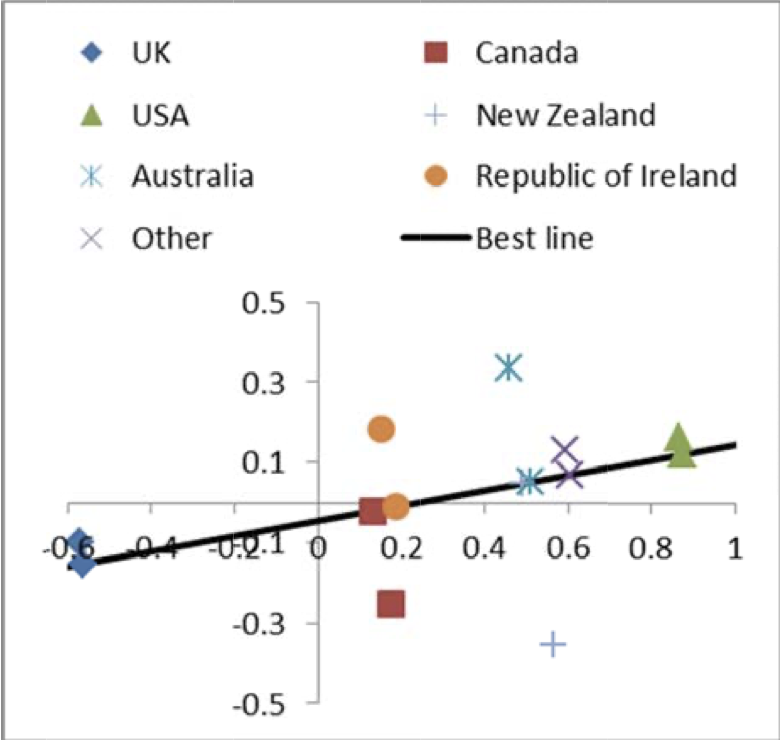 UK Canada
USA New Zealand
Australia Republic of Ireland
Other Best line
0.5
0.3
0.1
-0.1
-0.6 -0.4 -0.2 0 0.2 0.4 0.6 0.8 1
-0.3
-0.5